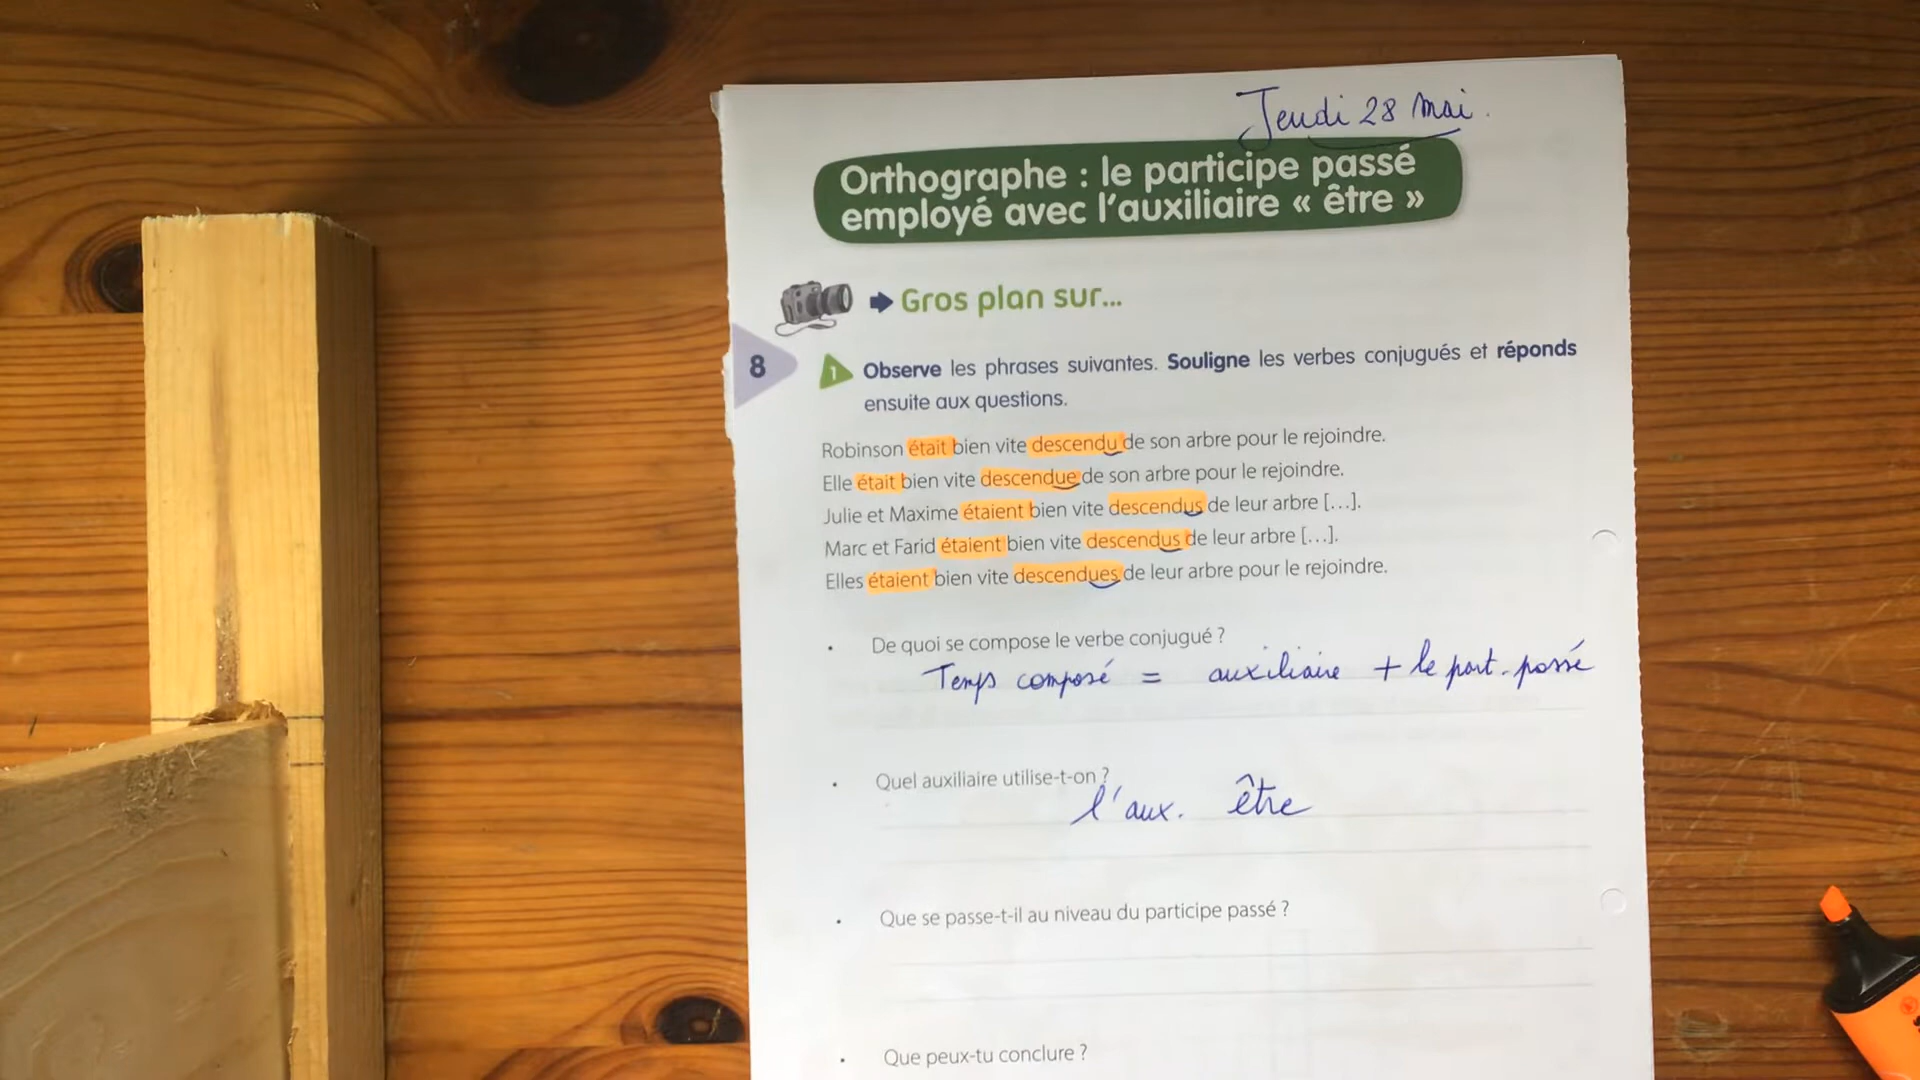 Jeudi 28 mai.
Orthographe : le participe passé
employé avec l'auxiliaire « être »
Gros plan sur...
8
1 Observe les phrases suivantes. Souligne les verbes conjugués et réponds
ensuite aux questions.
Robinson était bien vite descendu de son arbre pour le rejoindre.
Elle était bien vite descendue de son arbre pour le rejoindre.
Julie et Maxime étaient bien vite descendus de leur arbre [...].
Marc et Farid étaient bien vite descendus de leur arbre [...].
Elles étaient bien vite descendues de leur arbre pour le rejoindre.
• De quoi se compose le verbe conjugué ?
Temps composé = auxiliaire + le part. passé
• Quel auxiliaire utilise-t-on ?
l'aux. être
• Que se passe-t-il au niveau du participe passé ?
• Que peux-tu conclure ?